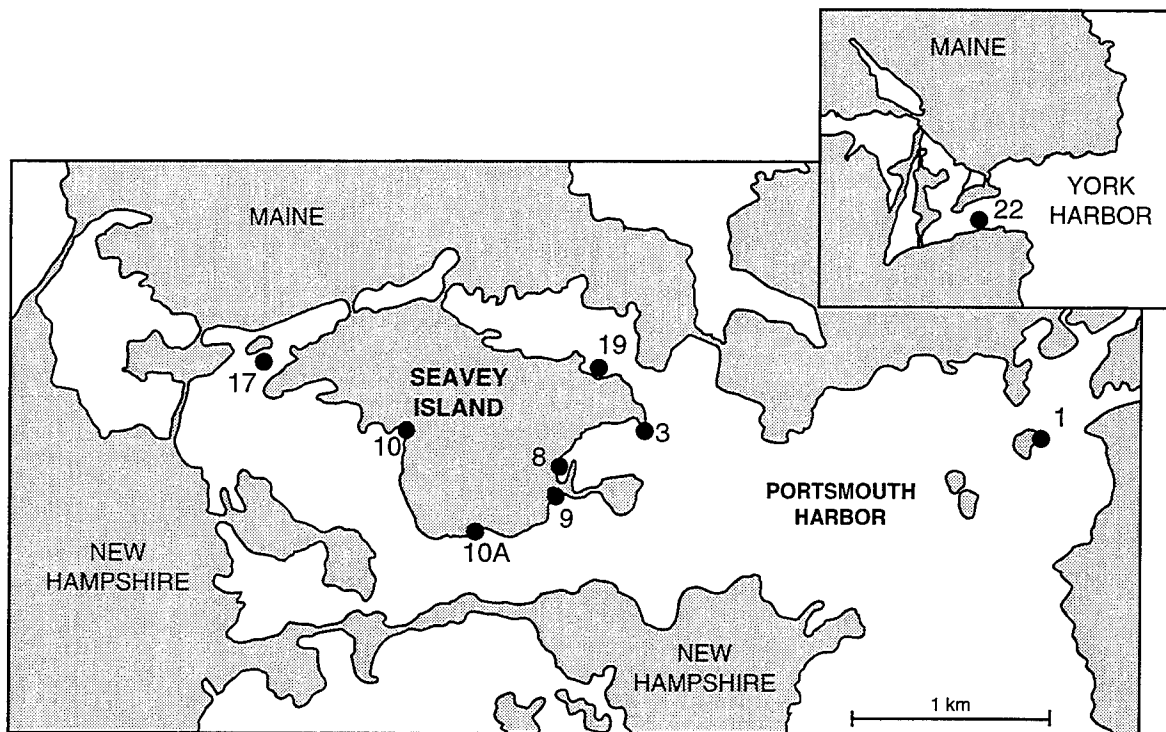 MAINE
YORK
HARBOR
22
MAINE
17
19
SEAVEY
ISLAND
10
3
1
8
9
PORTSMOUTH
HARBOR
10A
NEW
HAMPSHIRE
NEW
HAMPSHIRE
1 km